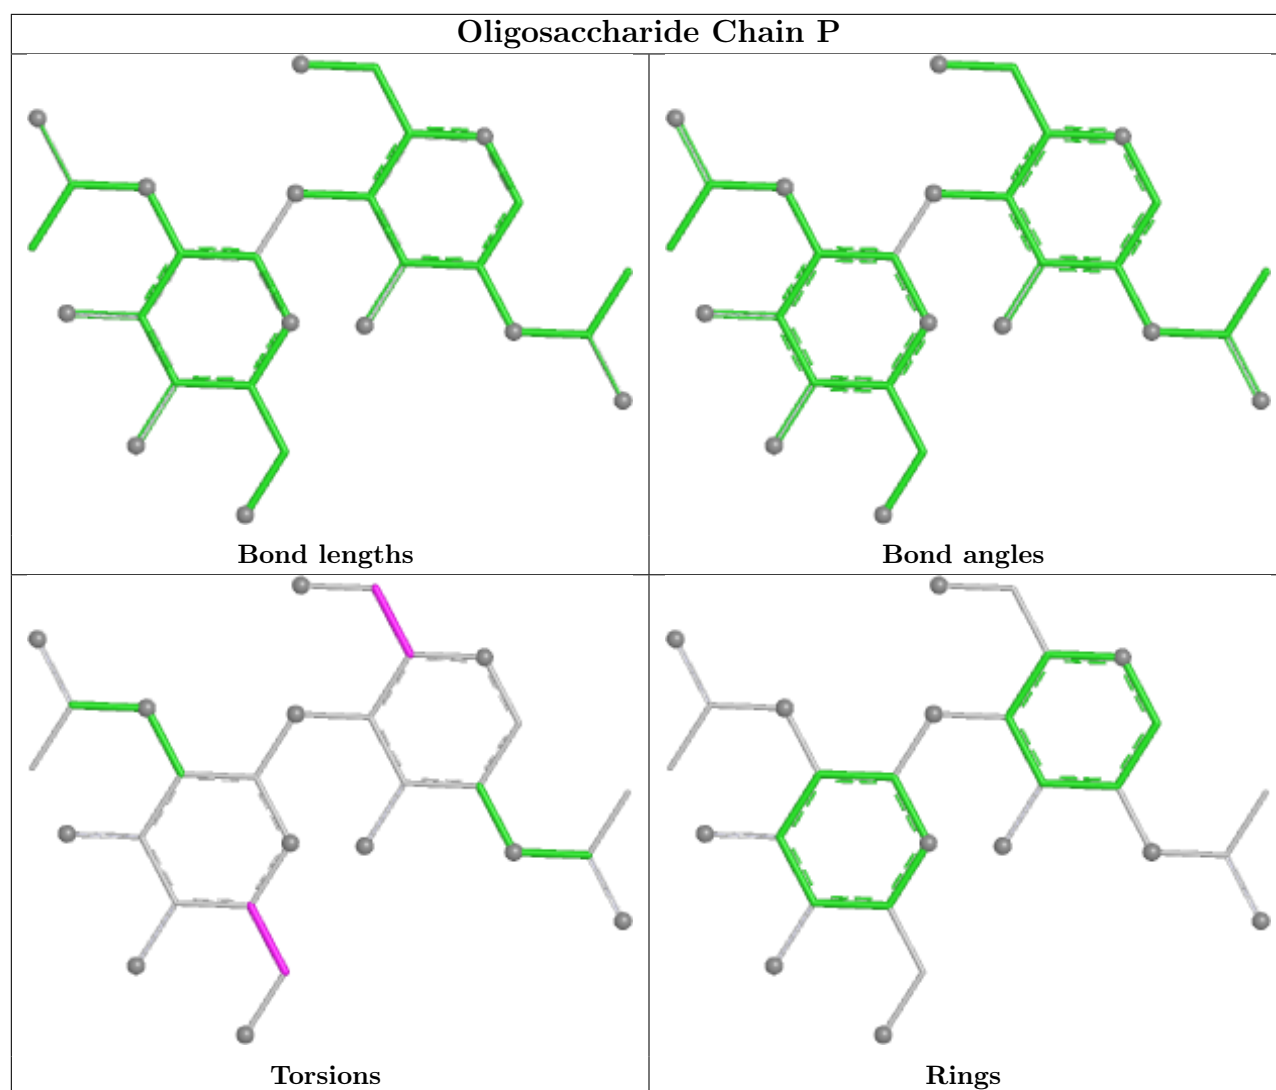 Oligosaccharide Chain P
Bond lengths
Bond angles
Torsions
Rings